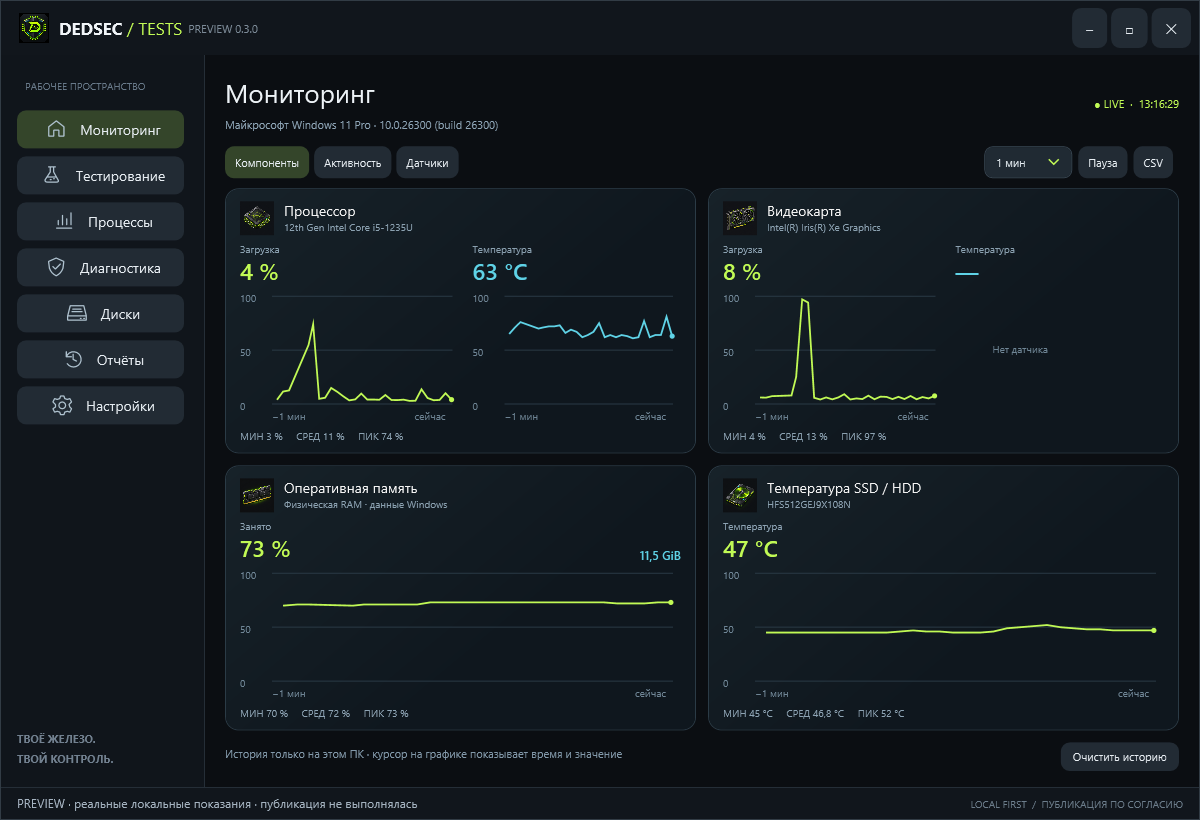 DEDSEC / TESTS PREVIEW 0.3.0
РАБОЧЕЕ ПРОСТРАНСТВО
Мониторинг
Тестирование
Процессы
Диагностика
Диски
Отчёты
Настройки
ТВОЁ ЖЕЛЕЗО.
ТВОЙ КОНТРОЛЬ.
Мониторинг
Майкрософт Windows 11 Pro · 10.0.26300 (build 26300)
● LIVE · 13:16:29
Компоненты Активность Датчики
1 мин Пауза CSV
Процессор
12th Gen Intel Core i5-1235U
Загрузка Температура
4 % 63 °C
100 100
50 50
0 0
−1 мин сейчас −1 мин сейчас
МИН 3 % СРЕД 11 % ПИК 74 %
Видеокарта
Intel(R) Iris(R) Xe Graphics
Загрузка Температура
8 % —
100
50 Нет датчика
0
−1 мин сейчас
МИН 4 % СРЕД 13 % ПИК 97 %
Оперативная память
Физическая RAM · данные Windows
Занято
73 % 11,5 GiB
100
50
0
−1 мин сейчас
МИН 70 % СРЕД 72 % ПИК 73 %
Температура SSD / HDD
HFS512GEJ9X108N
Температура
47 °C
100
50
0
−1 мин сейчас
МИН 45 °C СРЕД 46,8 °C ПИК 52 °C
История только на этом ПК · курсор на графике показывает время и значение
Очистить историю
PREVIEW · реальные локальные показания · публикация не выполнялась
LOCAL FIRST / ПУБЛИКАЦИЯ ПО СОГЛАСИЮ